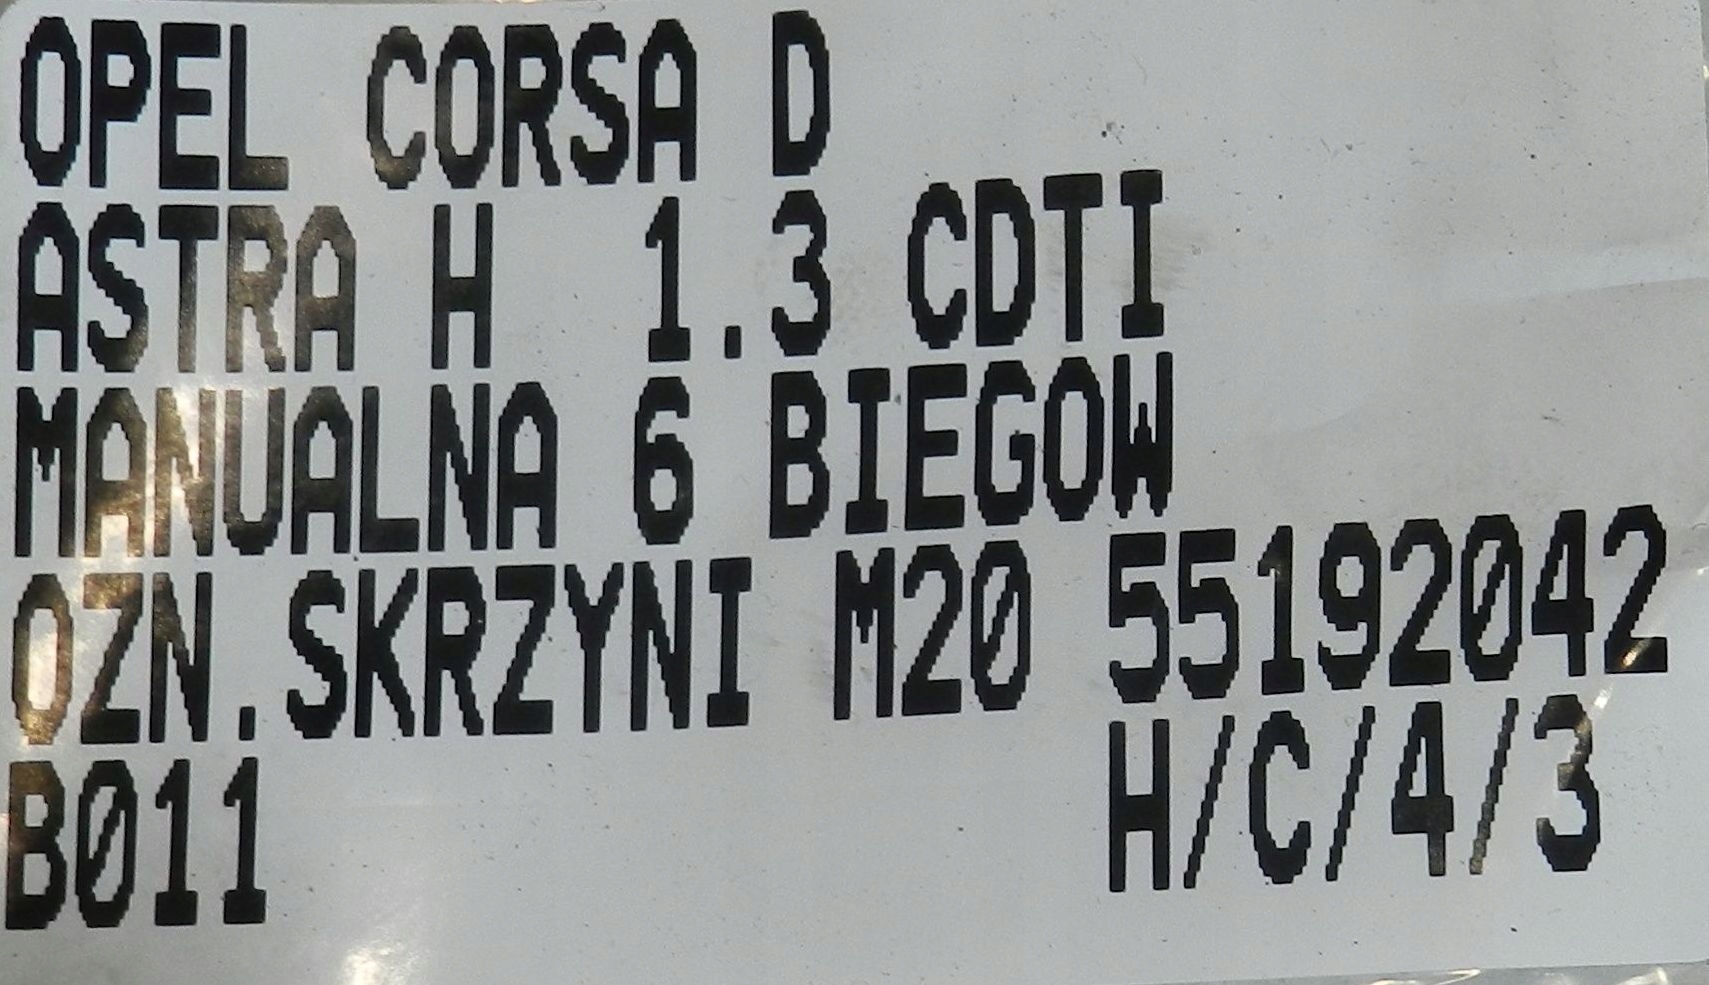 OPEL CORSA D
ASTRA H 1.3 CDTI
MANUALNA 6 BIEGOW
OZN.SKRZYNI M20 55192042
B011 H/C/4/3